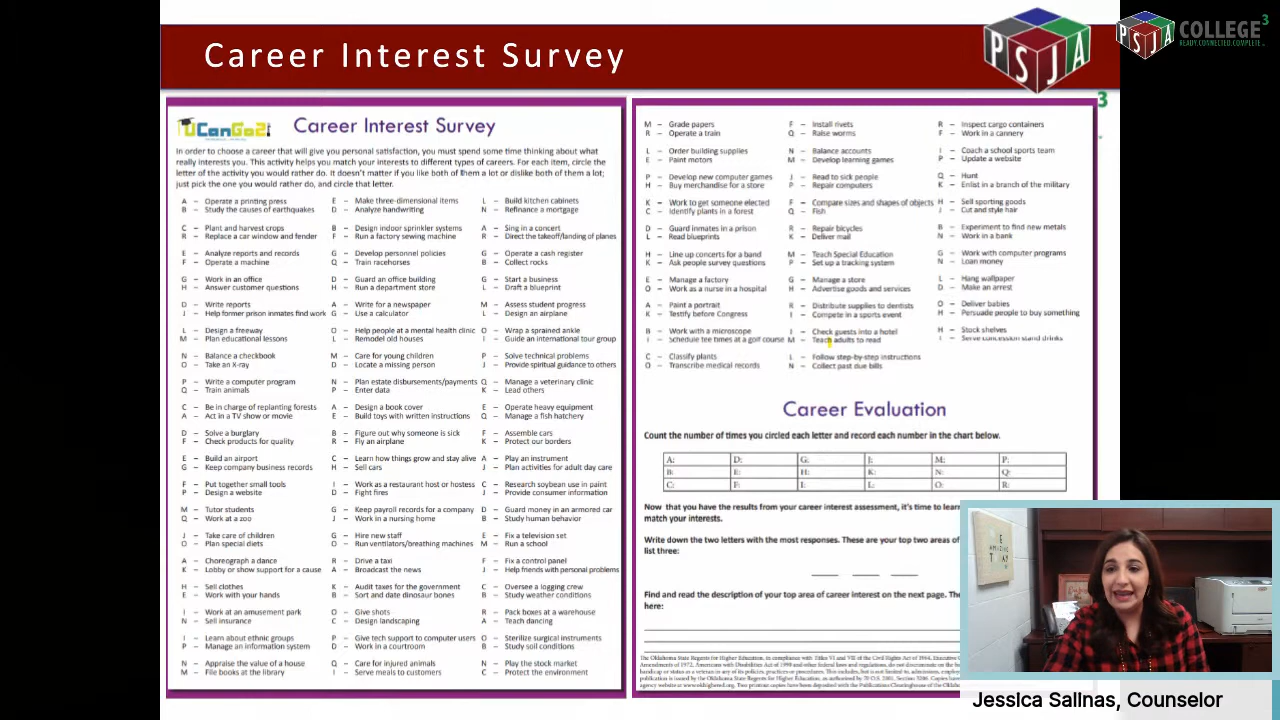 Career Interest Survey
PSJA
PSJA COLLEGE 3
READY.CONNECTED.COMPLETE
3
UCanGo2!
Career Interest Survey
In order to choose a career that will give you personal satisfaction, you must spend some time thinking about what
really interests you. This activity helps you match your interests to different types of careers. For each item, circle the
letter of the activity you would rather do. It doesn't matter if you like both of them a lot or dislike both of them a lot;
just pick the one you would rather do, and circle that letter.
A – Operate a printing press
B – Study the causes of earthquakes
C – Plant and harvest crops
R – Replace a car window and fender
E – Analyze reports and records
F – Operate a machine
G – Work in an office
H – Answer customer questions
D – Write reports
J – Help former prison inmates find work
L – Design a freeway
M – Plan educational lessons
N – Balance a checkbook
O – Take an X-ray
P – Write a computer program
Q – Train animals
C – Be in charge of replanting forests
A – Act in a TV show or movie
D – Solve a burglary
F – Check products for quality
E – Build an airport
G – Keep company business records
F – Put together small tools
P – Design a website
M – Tutor students
Q – Work at a zoo
J – Take care of children
O – Plan special diets
A – Choreograph a dance
K – Lobby or show support for a cause
H – Sell clothes
E – Work with your hands
I – Work at an amusement park
N – Sell insurance
I – Learn about ethnic groups
P – Manage an information system
N – Appraise the value of a house
M – File books at the library
E – Make three-dimensional items
D – Analyze handwriting
B – Design indoor sprinkler systems
F – Run a factory sewing machine
G – Develop personnel policies
Q – Train racehorses
D – Guard an office building
H – Run a department store
A – Write for a newspaper
G – Use a calculator
O – Help people at a mental health clinic
L – Remodel old houses
M – Care for young children
D – Locate a missing person
N – Plan estate disbursements/payments
P – Enter data
A – Design a book cover
E – Build toys with written instructions
B – Figure out why someone is sick
R – Fly an airplane
C – Learn how things grow and stay alive
H – Sell cars
I – Work as a restaurant host or hostess
D – Fight fires
G – Keep payroll records for a company
J – Work in a nursing home
G – Hire new staff
O – Run ventilators/breathing machines
R – Drive a taxi
A – Broadcast the news
K – Audit taxes for the government
B – Sort and date dinosaur bones
O – Give shots
C – Design landscaping
P – Give tech support to computer users
D – Work in a courtroom
Q – Care for injured animals
I – Serve meals to customers
L – Build kitchen cabinets
N – Refinance a mortgage
A – Sing in a concert
R – Direct the takeoff/landing of planes
G – Operate a cash register
B – Collect rocks
G – Start a business
L – Draft a blueprint
M – Assess student progress
L – Design an airplane
O – Wrap a sprained ankle
I – Guide an international tour group
P – Solve technical problems
J – Provide spiritual guidance to others
Q – Manage a veterinary clinic
K – Lead others
E – Operate heavy equipment
Q – Manage a fish hatchery
F – Assemble cars
K – Protect our borders
A – Play an instrument
J – Plan activities for adult day care
C – Research soybean use in paint
J – Provide consumer information
D – Guard money in an armored car
B – Study human behavior
E – Fix a television set
M – Run a school
F – Fix a control panel
J – Help friends with personal problems
C – Oversee a logging crew
B – Study weather conditions
R – Pack boxes at a warehouse
A – Teach dancing
O – Sterilize surgical instruments
B – Study soil conditions
N – Play the stock market
C – Protect the environment
M – Grade papers
R – Operate a train
L – Order building supplies
E – Paint motors
P – Develop new computer games
H – Buy merchandise for a store
K – Work to get someone elected
C – Identify plants in a forest
D – Guard inmates in a prison
L – Read blueprints
H – Line up concerts for a band
K – Ask people survey questions
E – Manage a factory
O – Work as a nurse in a hospital
A – Paint a portrait
K – Testify before Congress
B – Work with a microscope
I – Schedule tee times at a golf course
C – Classify plants
O – Transcribe medical records
F – Install rivets
Q – Raise worms
N – Balance accounts
M – Develop learning games
J – Read to sick people
P – Repair computers
F – Compare sizes and shapes of objects
Q – Fish
R – Repair bicycles
K – Deliver mail
M – Teach Special Education
P – Set up a tracking system
G – Manage a store
H – Advertise goods and services
R – Distribute supplies to dentists
I – Compete in a sports event
I – Check guests into a hotel
M – Teach adults to read
L – Follow step-by-step instructions
N – Collect past due bills
R – Inspect cargo containers
F – Work in a cannery
I – Coach a school sports team
P – Update a website
Q – Hunt
K – Enlist in a branch of the military
H – Sell sporting goods
J – Cut and style hair
B – Experiment to find new metals
N – Work in a bank
G – Work with computer programs
N – Loan money
L – Hang wallpaper
D – Make an arrest
O – Deliver babies
H – Persuade people to buy something
H – Stock shelves
I – Serve concession stand drinks
Career Evaluation
Count the number of times you circled each letter and record each number in the chart below.
A: D: G: J: M: P:
B: E: H: K: N: Q:
C: F: I: L: O: R:
Now that you have the results from your career interest assessment, it's time to lear
match your interests.
Write down the two letters with the most responses. These are your top two areas of
list three:
Find and read the description of your top area of career interest on the next page. The
here:
Jessica Salinas, Counselor